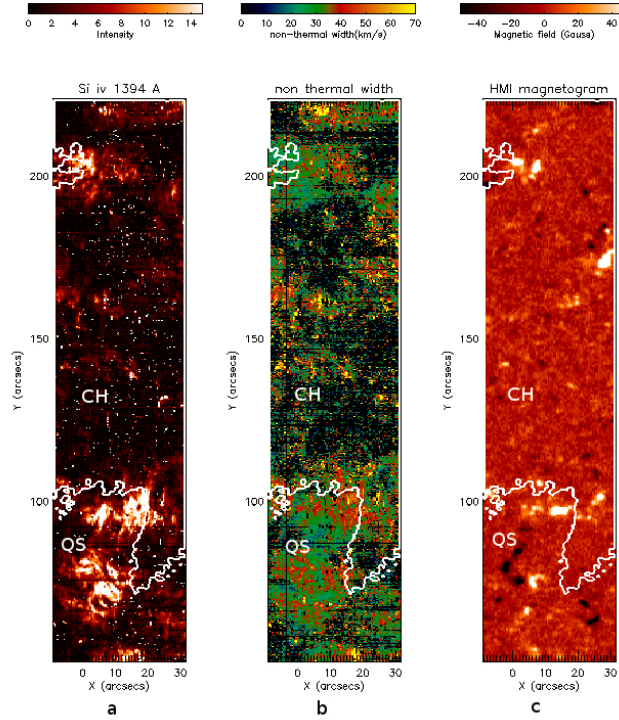 0 2 4 6 8 10 12 14
Intensity
0 10 20 30 40 50 60 70
non-thermal width(km/s)
-40 -20 0 20 40
Magnetic field (Gauss)
Si iv 1394 A
non thermal width
HMI magnetogram
200
150
100
Y (arcsecs)
CH
QS
0 10 20 30
X (arcsecs)
a
200
150
100
Y (arcsecs)
CH
QS
0 10 20 30
X (arcsecs)
b
200
150
100
Y (arcsecs)
CH
QS
0 10 20 30
X (arcsecs)
c